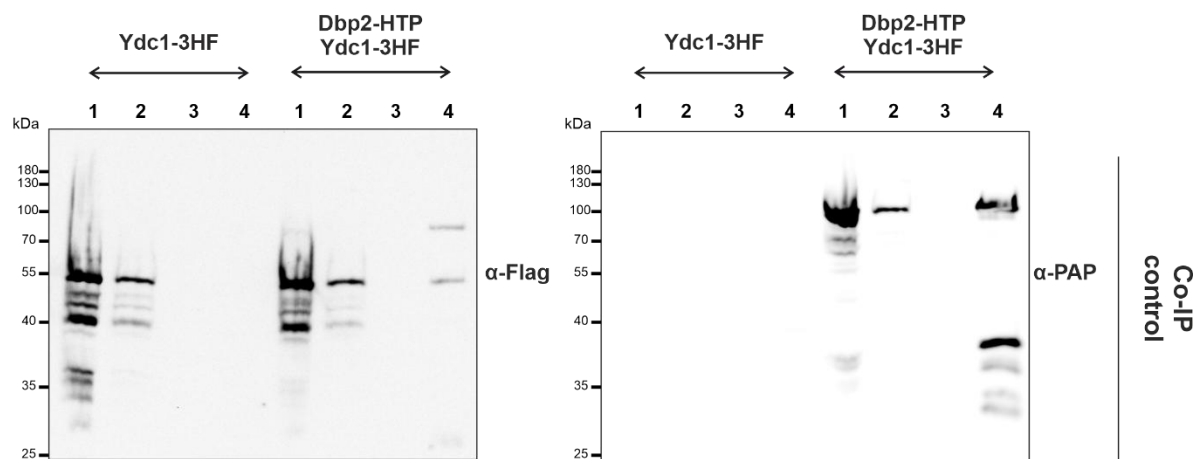 Ydc1-3HF
Dbp2-HTP
Ydc1-3HF
1 2 3 4 1 2 3 4
kDa
180
130
100
70
55
40
35
25
α-Flag
Ydc1-3HF
Dbp2-HTP
Ydc1-3HF
1 2 3 4 1 2 3 4
kDa
180
130
100
70
55
40
35
25
α-PAP
Co-IP
control